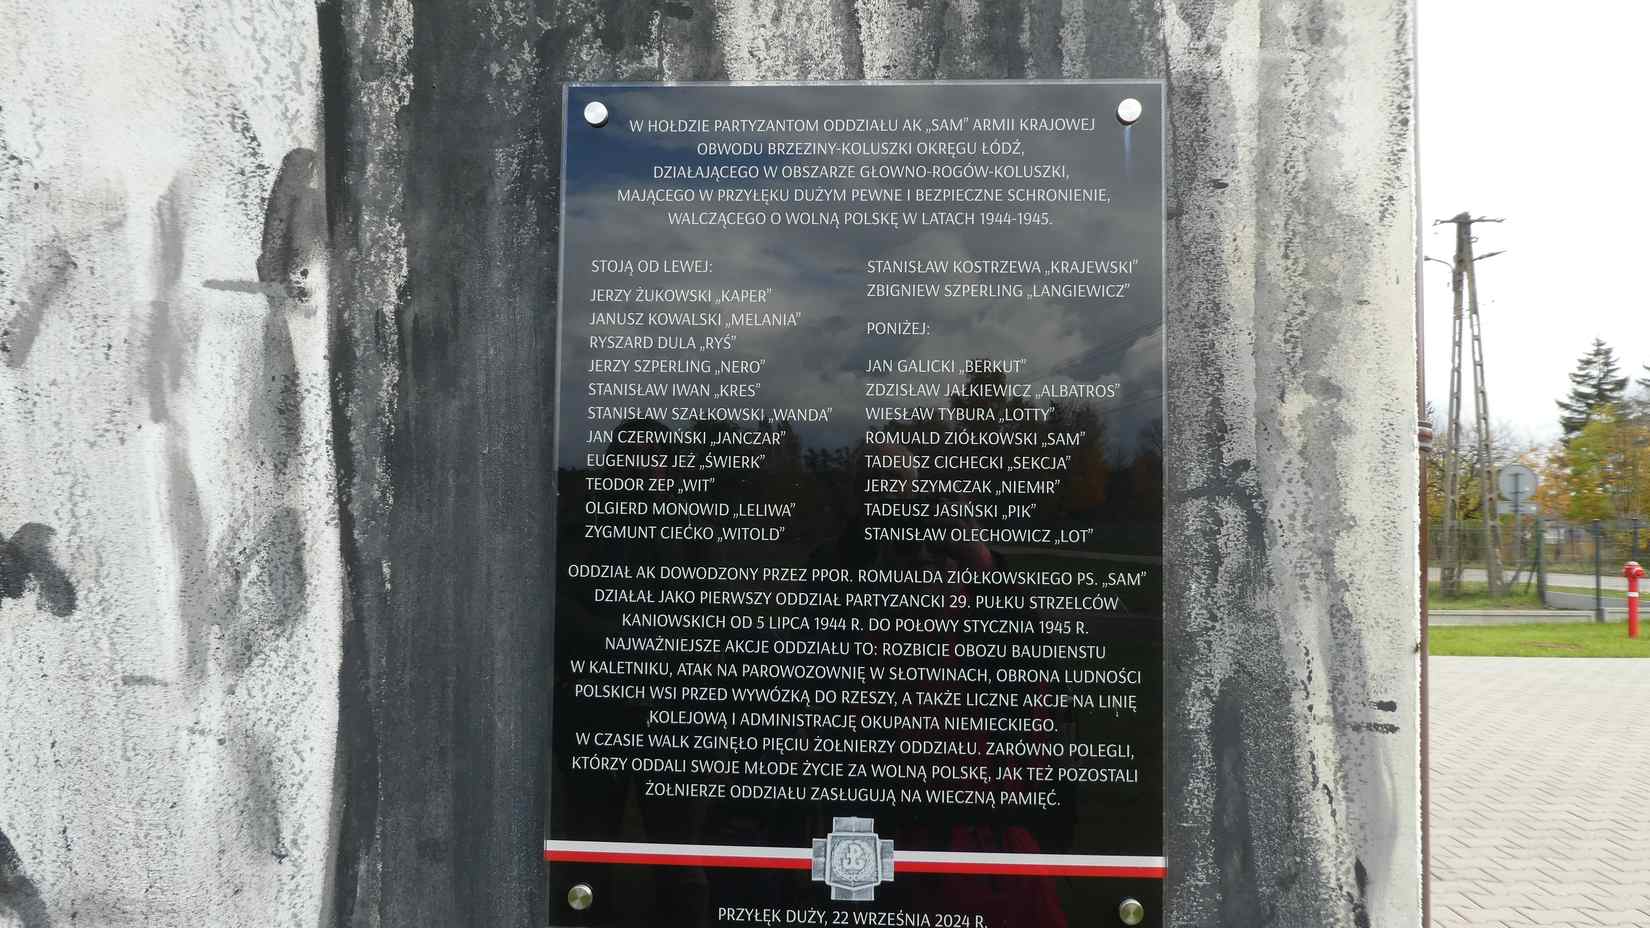 W HOŁDZIE PARTYZANTOM ODDZIAŁU AK „SAM” ARMII KRAJOWEJ
OBWODU BRZEZINY-KOLUSZKI OKRĘGU ŁÓDŹ,
DZIAŁAJĄCEGO W OBSZARZE GŁOWNO-ROGÓW-KOLUSZKI,
MAJĄCEGO W PRZYŁĘKU DUŻYM PEWNE I BEZPIECZNE SCHRONIENIE,
WALCZĄCEGO O WOLNĄ POLSKĘ W LATACH 1944-1945.
STOJĄ OD LEWEJ:
JERZY ŻUKOWSKI „KAPER”
JANUSZ KOWALSKI „MELANIA”
RYSZARD DULA „RYŚ”
JERZY SZPERLING „NERO”
STANISŁAW IWAN „KRES”
STANISŁAW SZAŁKOWSKI „WANDA”
JAN CZERWIŃSKI „JANCZAR”
EUGENIUSZ JEŻ „ŚWIERK”
TEODOR ZEP „WIT”
OLGIERD MONOWID „LELIWA”
ZYGMUNT CIEĆKO „WITOLD”
STANISŁAW KOSTRZEWA „KRAJEWSKI”
ZBIGNIEW SZPERLING „LANGIEWICZ”
PONIŻEJ:
JAN GALICKI „BERKUT”
ZDZISŁAW JAŁKIEWICZ „ALBATROS”
WIESŁAW TYBURA „LOTTY”
ROMUALD ZIÓŁKOWSKI „SAM”
TADEUSZ CICHECKI „SEKCJA”
JERZY SZYMCZAK „NIEMIR”
TADEUSZ JASIŃSKI „PIK”
STANISŁAW OLECHOWICZ „LOT”
ODDZIAŁ AK DOWODZONY PRZEZ PPOR. ROMUALDA ZIÓŁKOWSKIEGO PS. „SAM”
DZIAŁAŁ JAKO PIERWSZY ODDZIAŁ PARTYZANCKI 29. PUŁKU STRZELCÓW
KANIOWSKICH OD 5 LIPCA 1944 R. DO POŁOWY STYCZNIA 1945 R.
NAJWAŻNIEJSZE AKCJE ODDZIAŁU TO: ROZBICIE OBOZU BAUDIENSTU
W KALETNIKU, ATAK NA PAROWOZOWNIĘ W SŁOTWINACH, OBRONA LUDNOŚCI
POLSKICH WSI PRZED WYWÓZKĄ DO RZESZY, A TAKŻE LICZNE AKCJE NA LINIĘ
KOLEJOWĄ I ADMINISTRACJĘ OKUPANTA NIEMIECKIEGO.
W CZASIE WALK ZGINĘŁO PIĘCIU ŻOŁNIERZY ODDZIAŁU. ZARÓWNO POLEGLI,
KTÓRZY ODDALI SWOJE MŁODE ŻYCIE ZA WOLNĄ POLSKĘ, JAK TEŻ POZOSTALI
ŻOŁNIERZE ODDZIAŁU ZASŁUGUJĄ NA WIECZNĄ PAMIĘĆ.
PRZYŁĘK DUŻY, 22 WRZEŚNIA 2024 R.